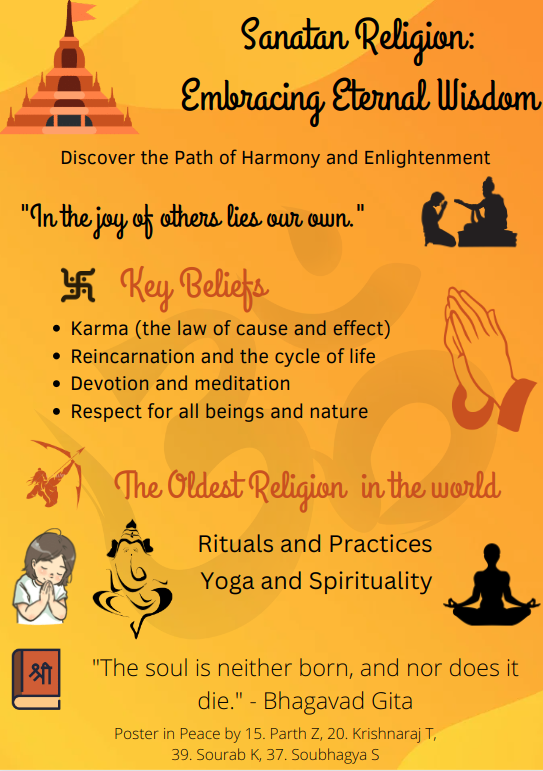 Sanatan Religion:
Embracing Eternal Wisdom
Discover the Path of Harmony and Enlightenment
"In the joy of others lies our own."
Key Beliefs
• Karma (the law of cause and effect)
• Reincarnation and the cycle of life
• Devotion and meditation
• Respect for all beings and nature
The Oldest Religion in the world
Rituals and Practices
Yoga and Spirituality
श्री
"The soul is neither born, and nor does it
die." - Bhagavad Gita
Poster in Peace by 15. Parth Z, 20. Krishnaraj T,
39. Sourab K, 37. Soubhagya S